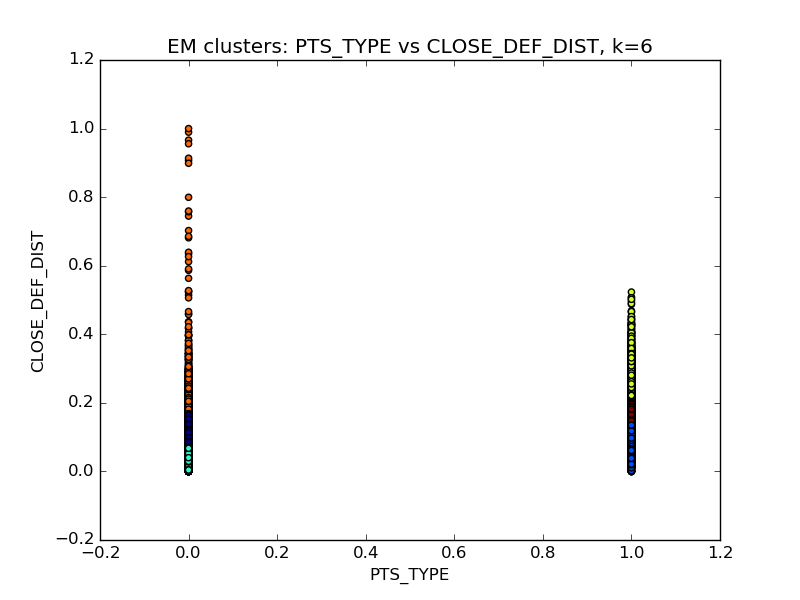 EM clusters: PTS_TYPE vs CLOSE_DEF_DIST, k=6
1.2
1.0
0.8
0.6
0.4
0.2
0.0
−0.2
CLOSE_DEF_DIST
−0.2 0.0 0.2 0.4 0.6 0.8 1.0 1.2
PTS_TYPE